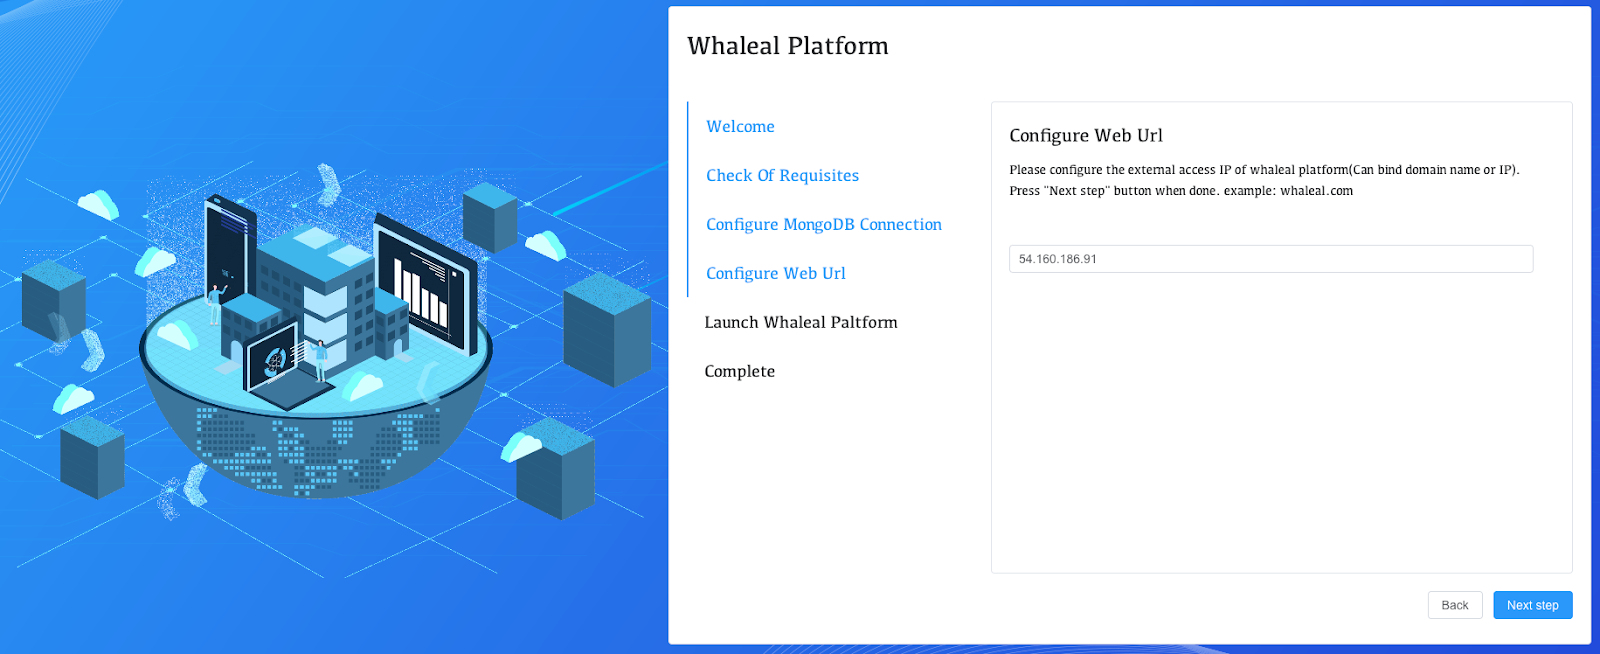 Whaleal Platform
Welcome
Check Of Requisites
Configure MongoDB Connection
Configure Web Url
Launch Whaleal Paltform
Complete
Configure Web Url
Please configure the external access IP of whaleal platform(Can bind domain name or IP).
Press "Next step" button when done. example: whaleal.com
54.160.186.91
Back
Next step